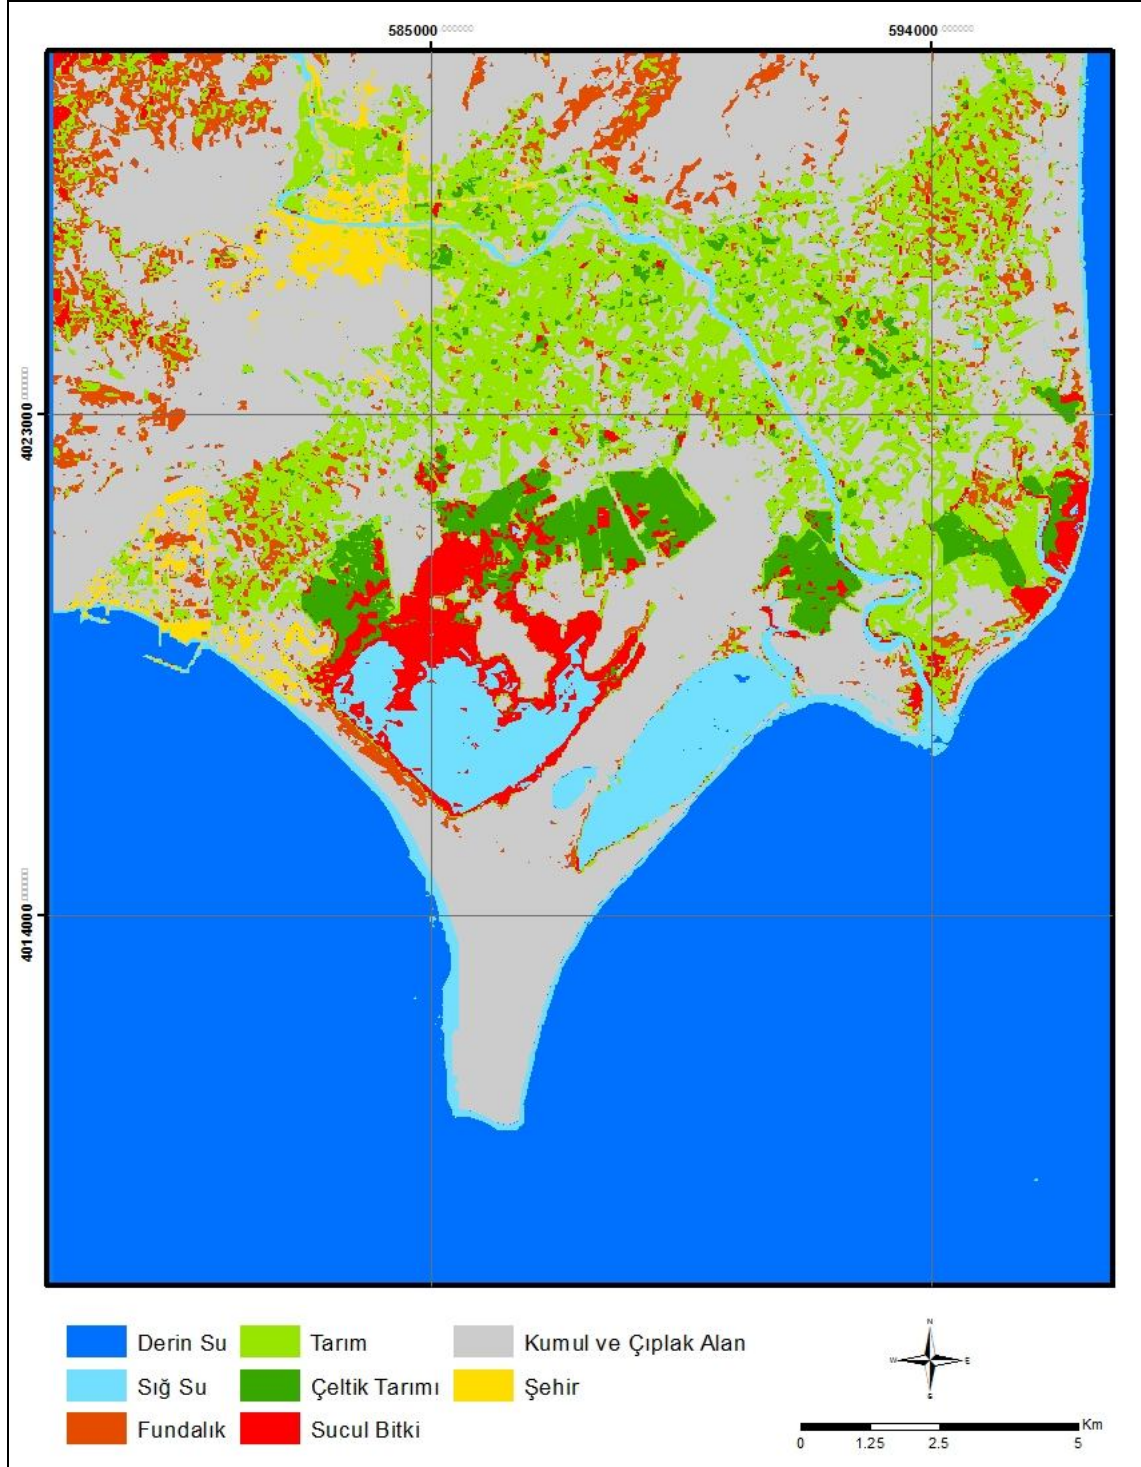 585000 594000
4023000
4014000
Derin Su Tarım Kumul ve Çıplak Alan
Sığ Su Çeltik Tarımı Şehir
Fundalık Sucul Bitki
N
W E
S
Km
0 1.25 2.5 5